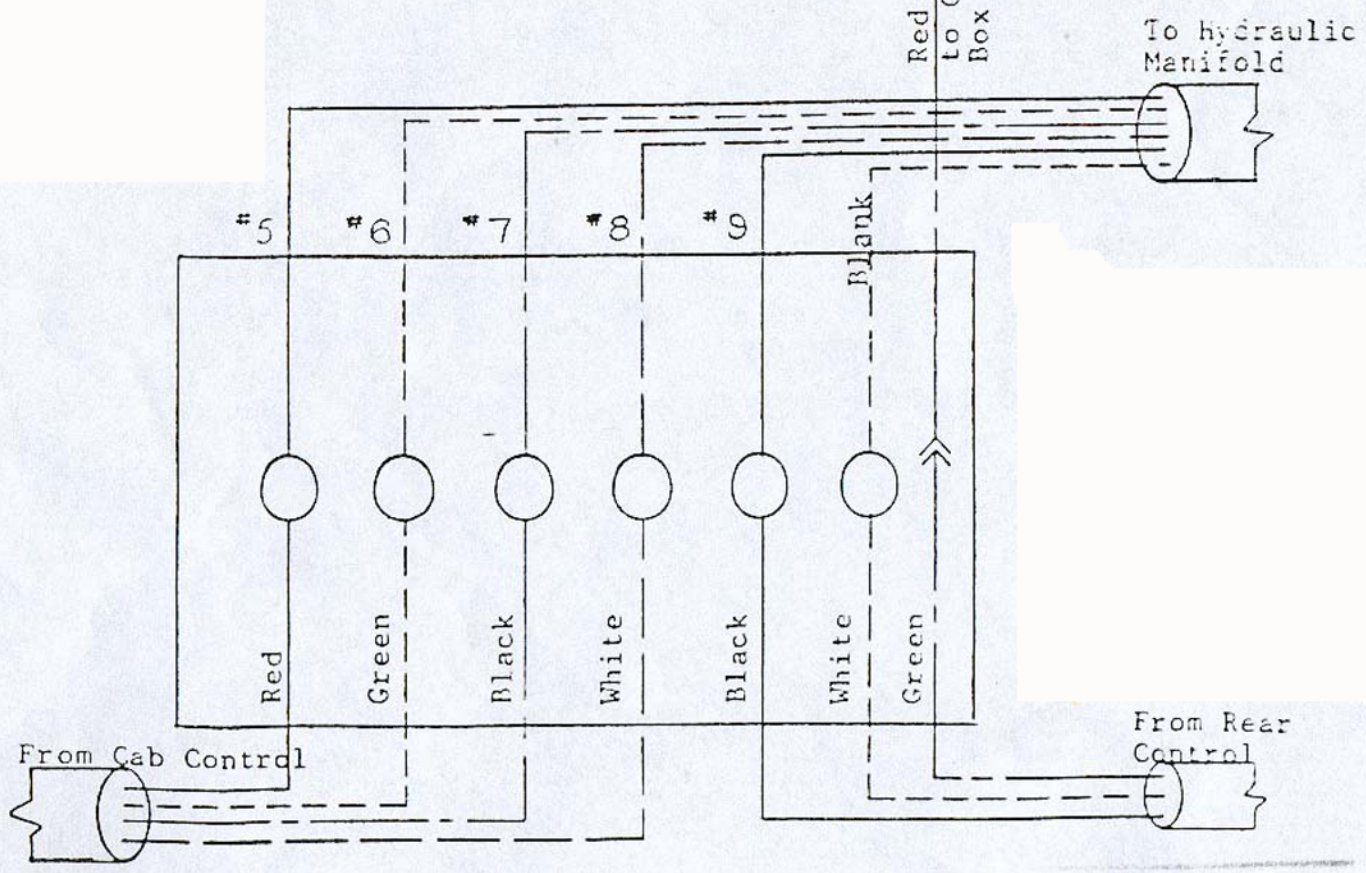 Red
to
Box
To Hydraulic
Manifold
#5 #6 #7 #8 #9
Blank
Red
Green
Black
White
Black
White
Green
From Cab Control
From Rear
Control